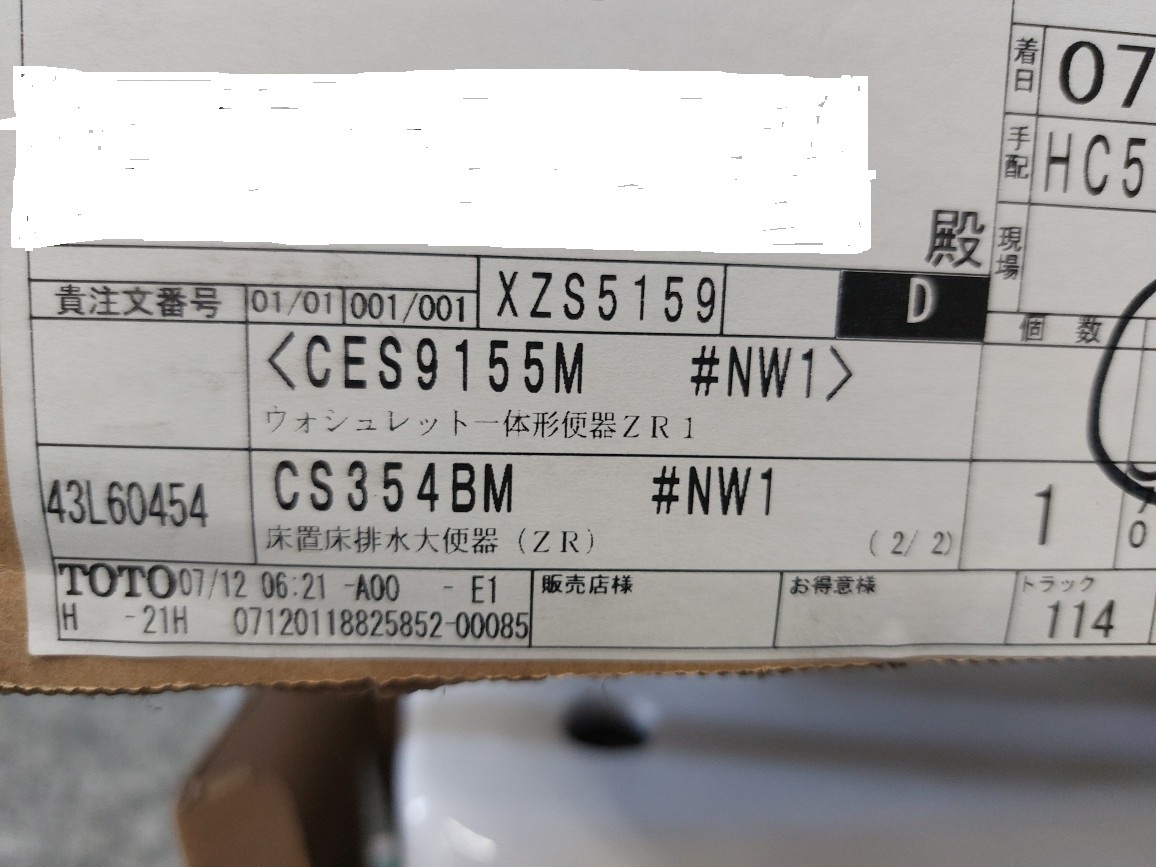 着日 07
手配 HC5
殿
現場
貴注文番号 01/01 001/001 XZS5159 D
個数
<CES9155M #NW1>
ウォシュレット一体形便器ZR1
43L60454 CS354BM #NW1 1
床置床排水大便器(ZR) (2/2)
TOTO 07/12 06:21 -A00 - E1 販売店様 お得意様 トラック
H -21H 07120118825852-00085 114